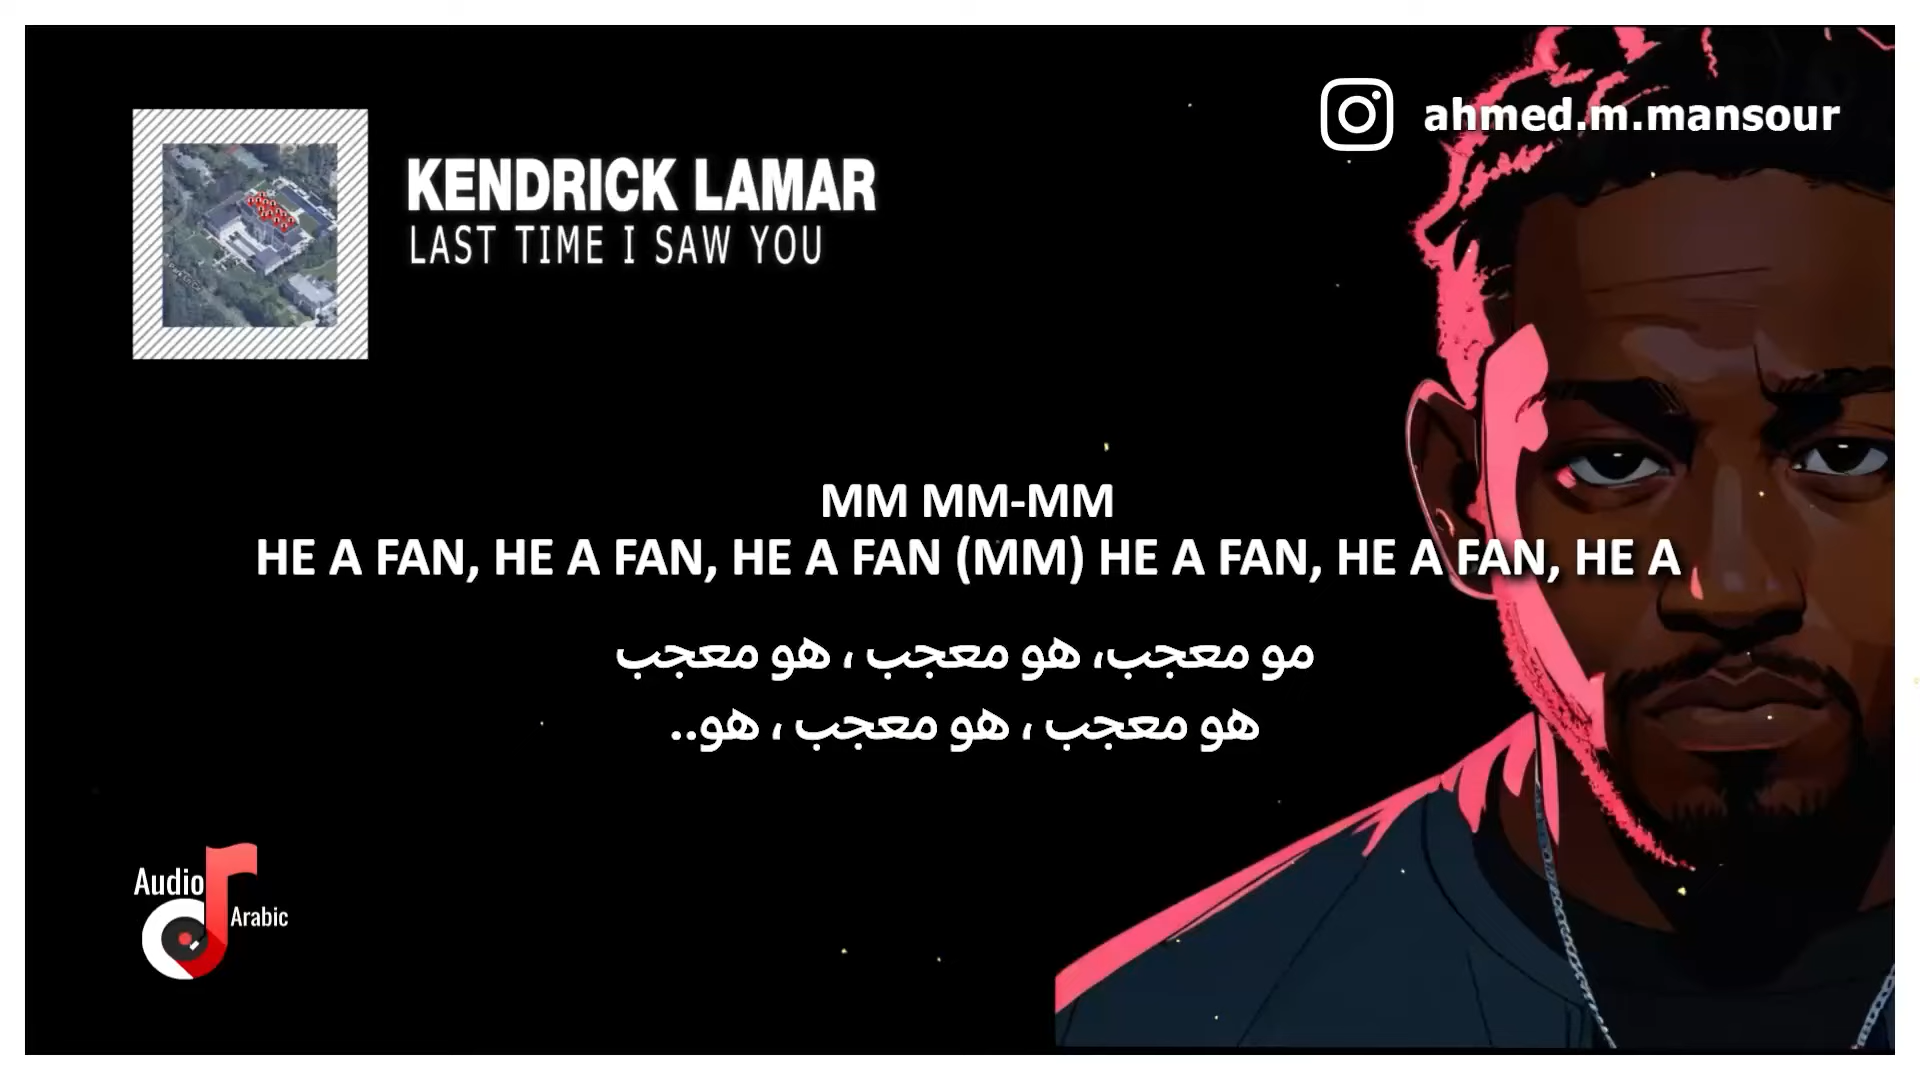 ahmed.m.mansour
KENDRICK LAMAR
LAST TIME I SAW YOU
MM MM-MM
HE A FAN, HE A FAN, HE A FAN (MM) HE A FAN, HE A FAN, HE A
مو معجب، هو معجب ، هو معجب
هو معجب ، هو معجب ، هو..
Audio
Arabic